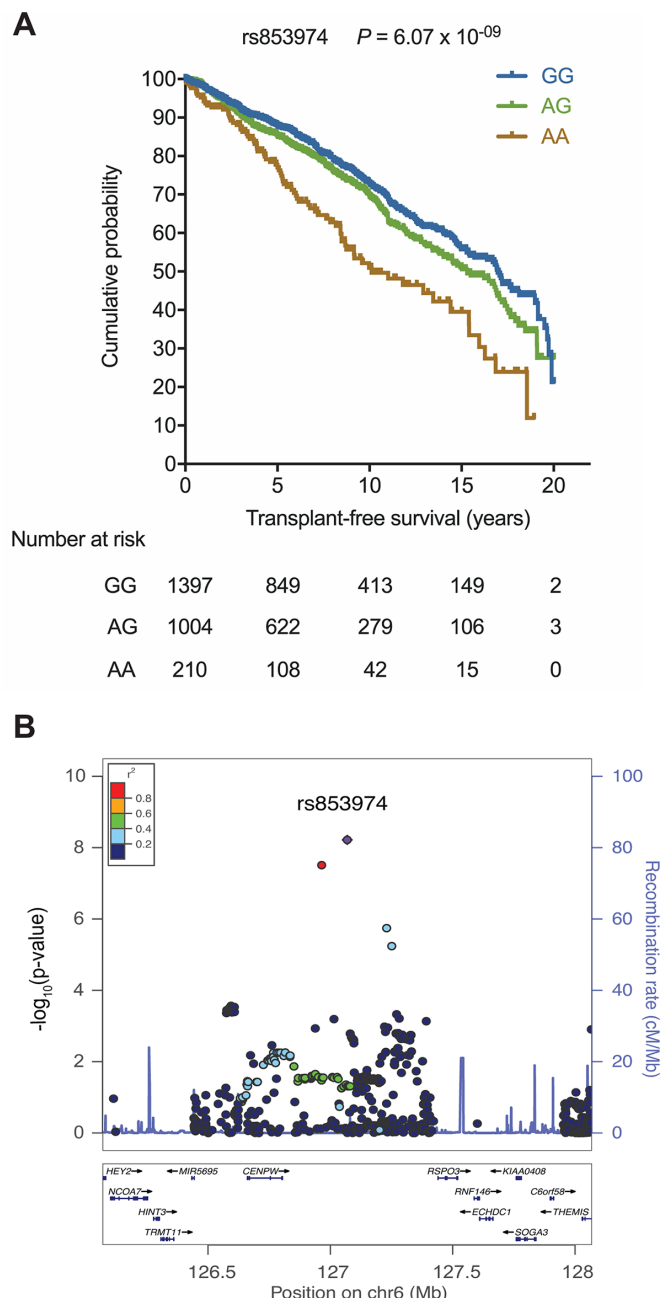 A
rs853974 P = 6.07 x 10-09
GG
AG
AA
Cumulative probability
100
90
80
70
60
50
40
30
20
10
0
0 5 10 15 20
Transplant-free survival (years)
Number at risk
GG 1397 849 413 149 2
AG 1004 622 279 106 3
AA 210 108 42 15 0
B
r2
0.8
0.6
0.4
0.2
rs853974
-log10(p-value)
10
8
6
4
2
0
100
80
60
40
20
0
Recombination rate (cM/Mb)
HEY2 MIR5695 CENPW RSPO3 KIAA0408
NCOA7 RNF146 C6orf58
HINT3 ECHDC1 THEMIS
TRMT11 SOGA3
126.5 127 127.5 128
Position on chr6 (Mb)